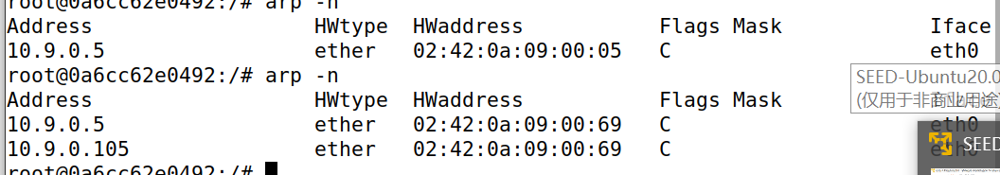 root@0a6cc62e0492:/# arp -n
Address HWtype HWaddress Flags Mask Iface
10.9.0.5 ether 02:42:0a:09:00:05 C eth0
root@0a6cc62e0492:/# arp -n
Address HWtype HWaddress Flags Mask
10.9.0.5 ether 02:42:0a:09:00:69 C eth0
10.9.0.105 ether 02:42:0a:09:00:69 C eth0
root@0a6cc62e0492:/#
SEED-Ubuntu20.0
(仅用于非商业用途)
SEED